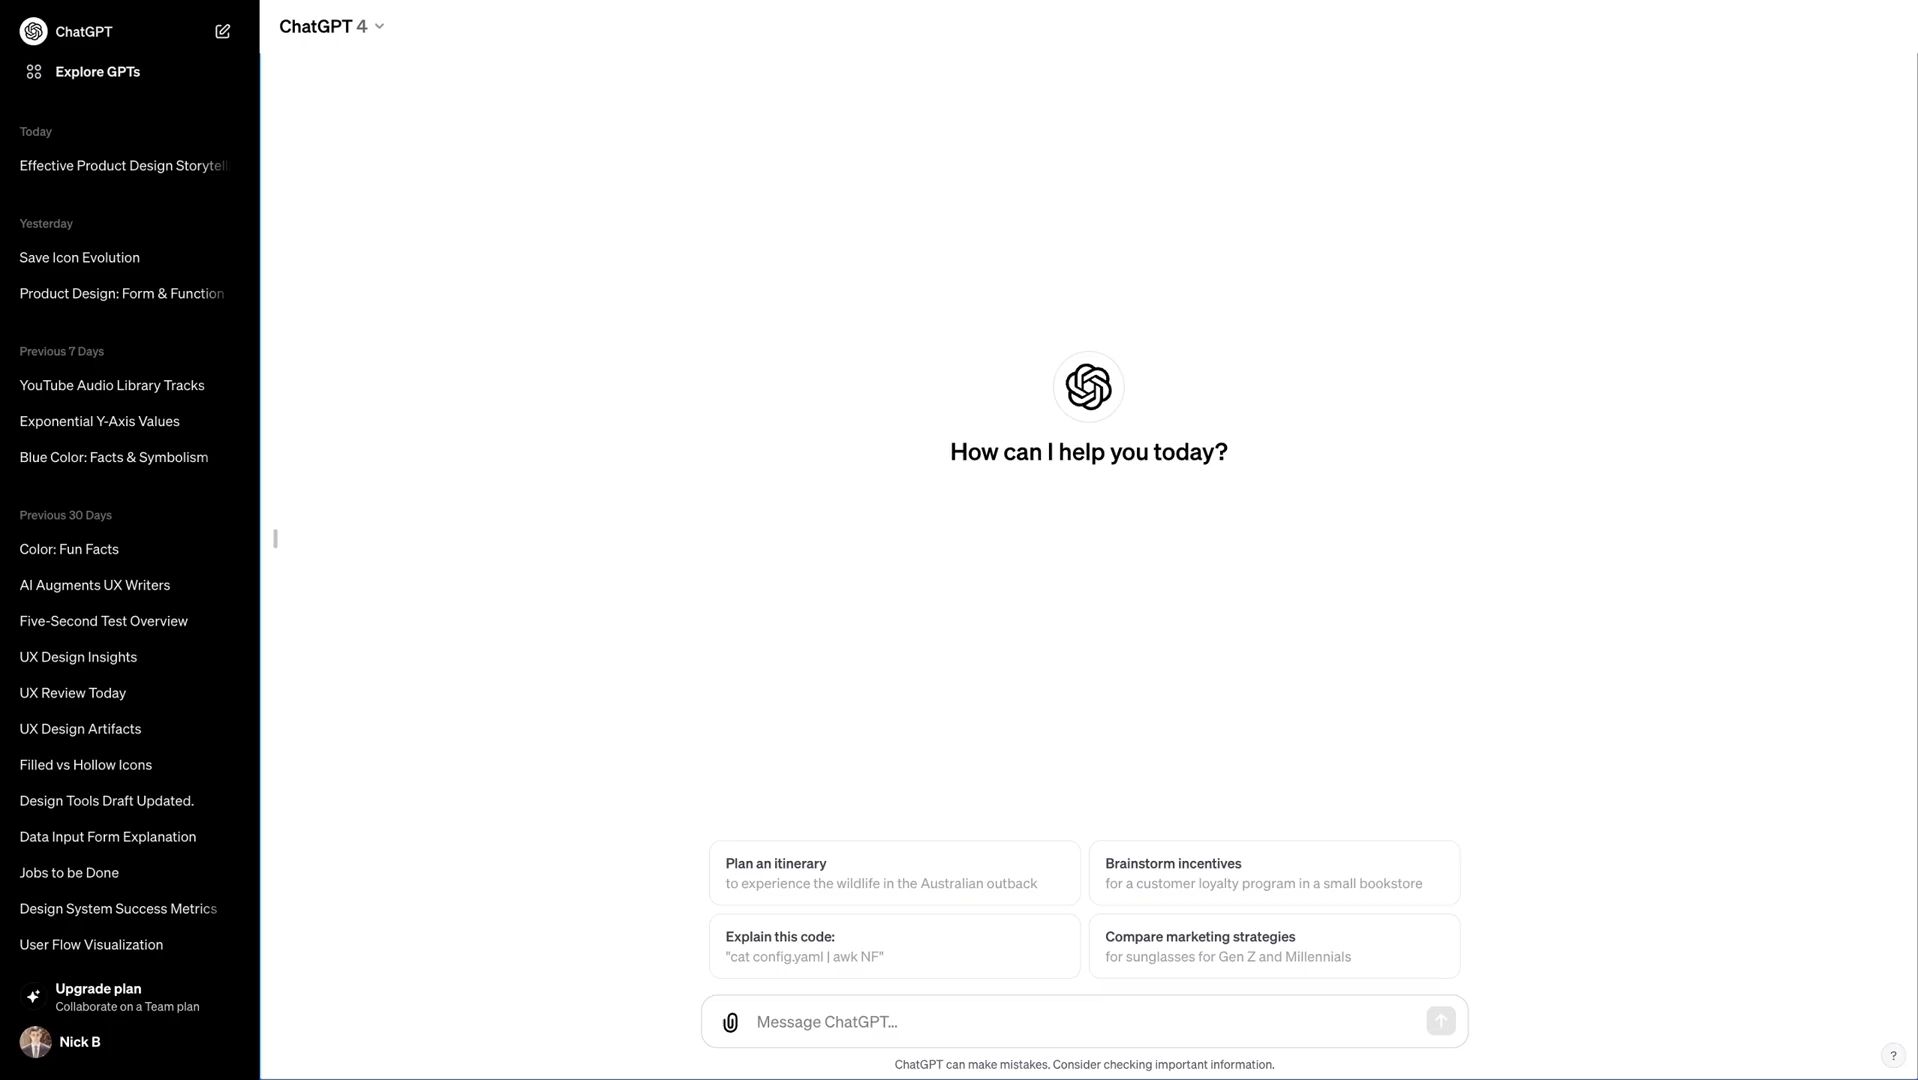 ChatGPT
Explore GPTs
Today
Effective Product Design Storytell
Yesterday
Save Icon Evolution
Product Design: Form & Function
Previous 7 Days
YouTube Audio Library Tracks
Exponential Y-Axis Values
Blue Color: Facts & Symbolism
Previous 30 Days
Color: Fun Facts
AI Augments UX Writers
Five-Second Test Overview
UX Design Insights
UX Review Today
UX Design Artifacts
Filled vs Hollow Icons
Design Tools Draft Updated.
Data Input Form Explanation
Jobs to be Done
Design System Success Metrics
User Flow Visualization
Upgrade plan
Collaborate on a Team plan
Nick B
ChatGPT 4
How can I help you today?
Plan an itinerary
to experience the wildlife in the Australian outback
Brainstorm incentives
for a customer loyalty program in a small bookstore
Explain this code:
"cat config.yaml | awk NF"
Compare marketing strategies
for sunglasses for Gen Z and Millennials
Message ChatGPT...
ChatGPT can make mistakes. Consider checking important information.
?